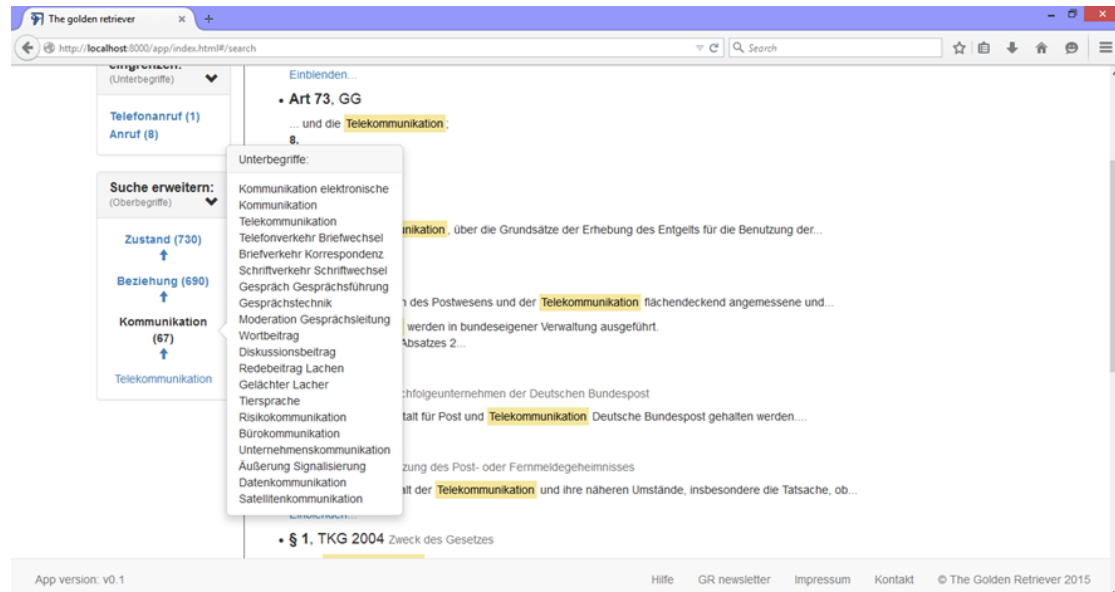 The golden retriever
http://localhost:8000/app/index.html#/search
Search
eingrenzen:
(Unterbegriffe)
Telefonanruf (1)
Anruf (8)
Suche erweitern:
(Oberbegriffe)
Zustand (730)
Beziehung (690)
Kommunikation
(67)
Telekommunikation
Unterbegriffe:
Kommunikation elektronische
Kommunikation
Telekommunikation
Telefonverkehr Briefwechsel
Briefverkehr Korrespondenz
Schriftverkehr Schriftwechsel
Gespräch Gesprächsführung
Gesprächstechnik
Moderation Gesprächsleitung
Wortbeitrag
Diskussionsbeitrag
Redebeitrag Lachen
Gelächter Lacher
Tiersprache
Risikokommunikation
Bürokommunikation
Unternehmenskommunikation
Äußerung Signalisierung
Datenkommunikation
Satellitenkommunikation
Einblenden...
• Art 73, GG
... und die Telekommunikation;
8.
nikation , über die Grundsätze der Erhebung des Entgelts für die Benutzung der...
des Postwesens und der Telekommunikation flächendeckend angemessene und...
werden in bundeseigener Verwaltung ausgeführt.
Absatzes 2...
chfolgeunternehmen der Deutschen Bundespost
talt für Post und Telekommunikation Deutsche Bundespost gehalten werden....
zung des Post- oder Fernmeldegeheimnisses
alt der Telekommunikation und ihre näheren Umstände, insbesondere die Tatsache, ob...
Einblenden...
• § 1, TKG 2004 Zweck des Gesetzes
App version: v0.1
Hilfe GR newsletter Impressum Kontakt © The Golden Retriever 2015